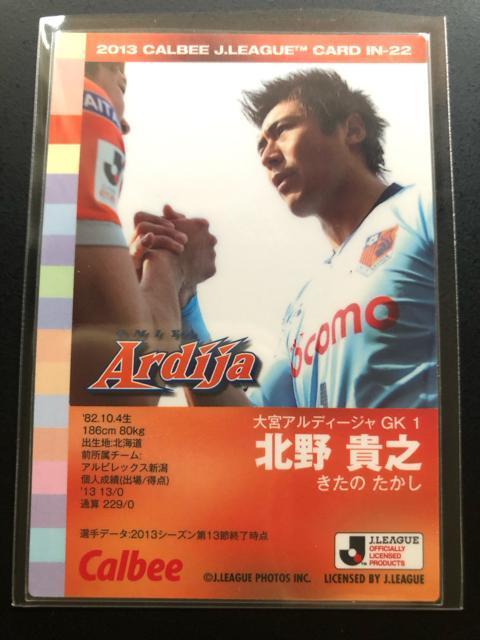 2013 CALBEE J.LEAGUE™ CARD IN-22
AITA
J
docomo
Ardija
'82.10.4生
186cm 80kg
出生地:北海道
前所属チーム:
アルビレックス新潟
個人成績(出場/得点)
'13 13/0
通算 229/0
大宮アルディージャ GK 1
北野 貴之
きたの たかし
選手データ:2013シーズン第13節終了時点
Calbee
J.LEAGUE
OFFICIALLY
LICENSED
PRODUCTS
©J.LEAGUE PHOTOS INC. LICENSED BY J.LEAGUE